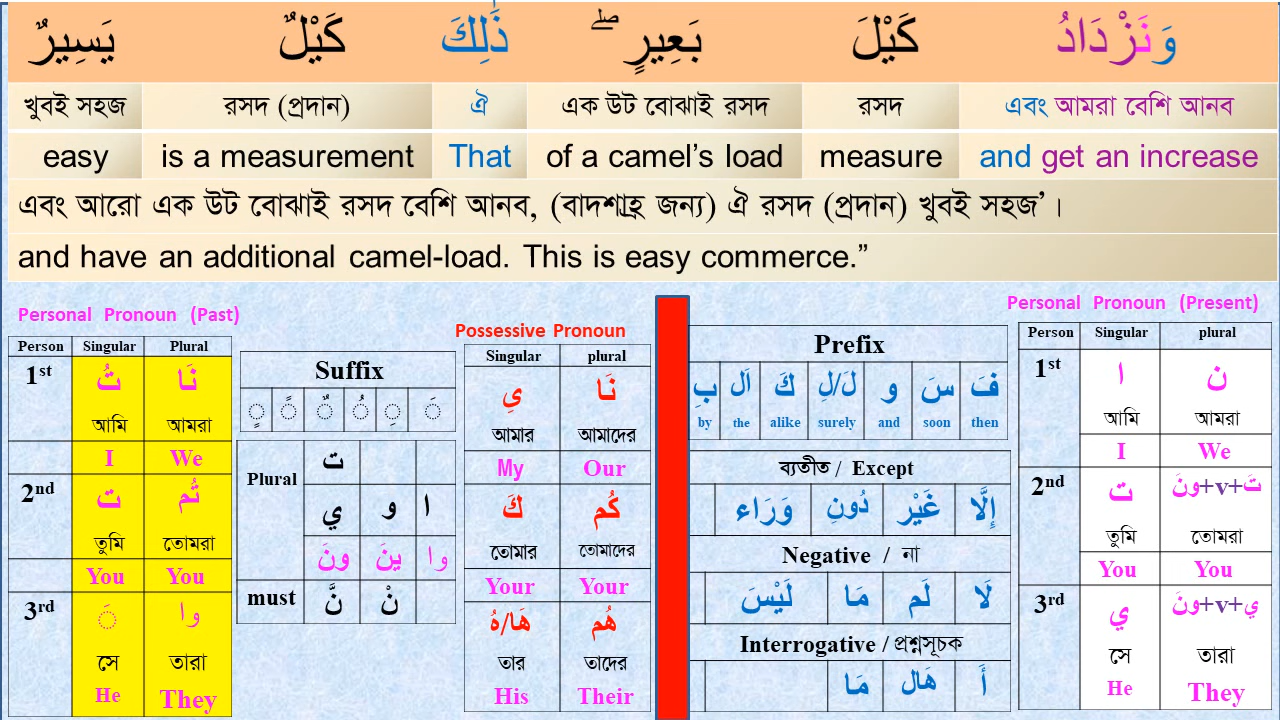 وَنَزْدَادُ كَيْلَ بَعِيرٍ ۖ ذَٰلِكَ كَيْلٌ يَسِيرٌ
খুবই সহজ রসদ (প্রদান) ঐ এক উট বোঝাই রসদ রসদ এবং আমরা বেশি আনব
easy is a measurement That of a camel’s load measure and get an increase
এবং আরো এক উট বোঝাই রসদ বেশি আনব, (বাদশাহ্র জন্য) ঐ রসদ (প্রদান) খুবই সহজ’।
and have an additional camel-load. This is easy commerce.”
Personal Pronoun (Past)
Person Singular Plural
1st تُ نَا
আমি আমরা
I We
2nd ت تُم
তুমি তোমরা
You You
3rd َ وا
সে তারা
He They
Suffix
ٍ ً ٌ ُ ِ َ
Plural ت
ي و ا
ونَ ينَ وا
must نَّ نْ
Possessive Pronoun
Singular plural
يِ نَا
আমার আমাদের
My Our
كَ كُم
তোমার তোমাদের
Your Your
هَا/هُ هُم
তার তাদের
His Their
Prefix
بِ اَل كَ لَ/لِ و سَ فَ
by the alike surely and soon then
ব্যতীত / Except
وَرَاء دُونِ غَيْر إِلَّا
Negative / না
لَيْسَ مَا لَم لَا
Interrogative / প্রশ্নসূচক
مَا هَال أَ
Personal Pronoun (Present)
Person Singular plural
1st ا ن
আমি আমরা
I We
2nd ت تَ+v+ونَ
তুমি তোমরা
You You
3rd ي ي+v+ونَ
সে তারা
He They